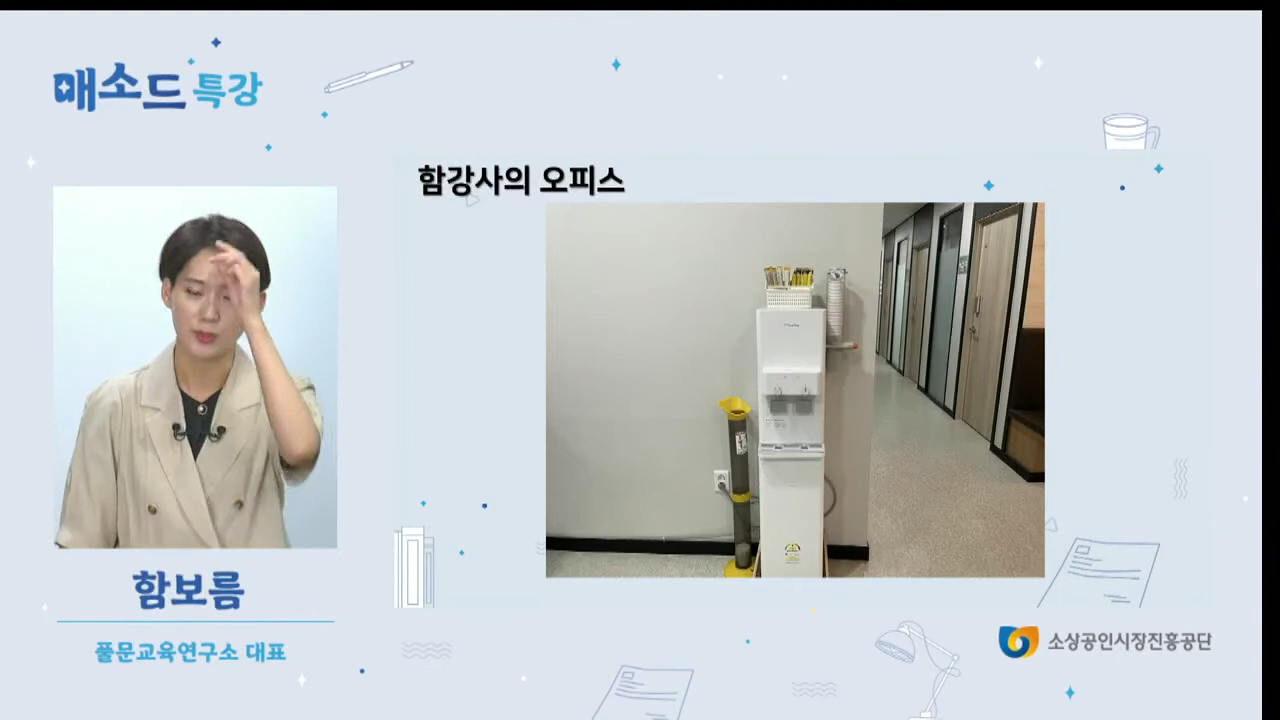 매소드 특강
함강사의 오피스
함보름
풀문교육연구소 대표
소상공인시장진흥공단